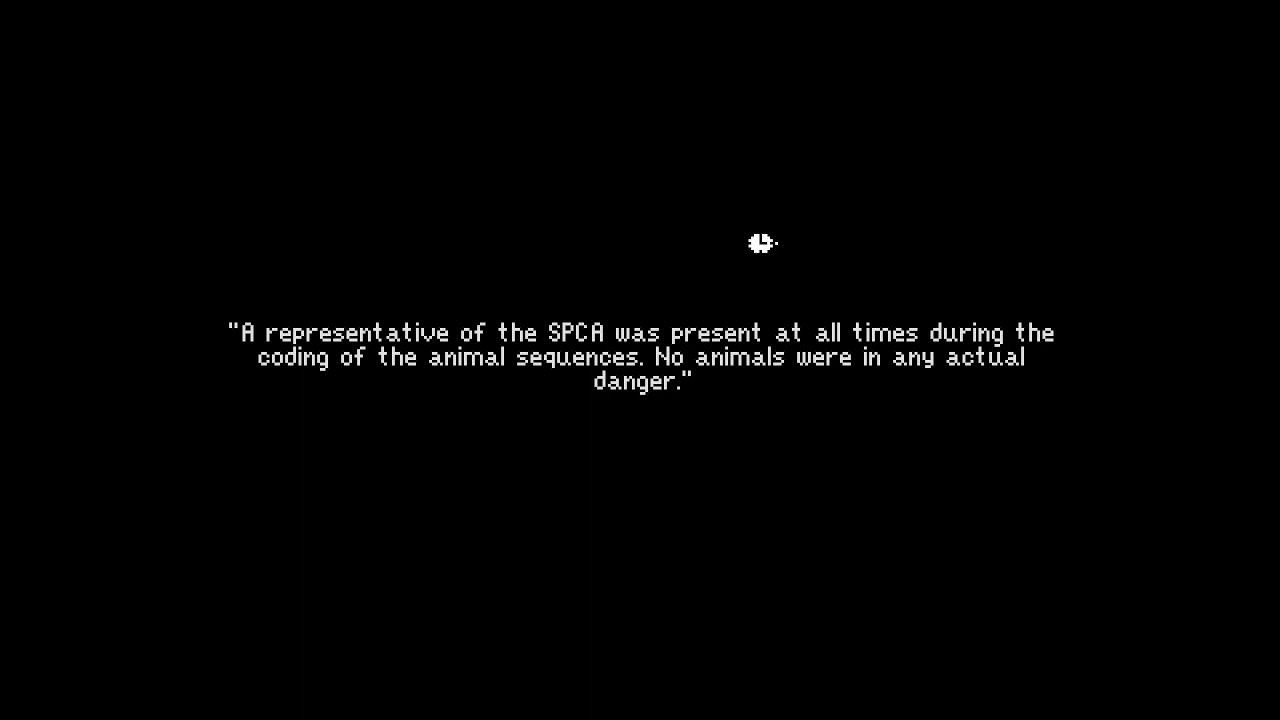 "A representative of the SPCA was present at all times during the
coding of the animal sequences. No animals were in any actual
danger."